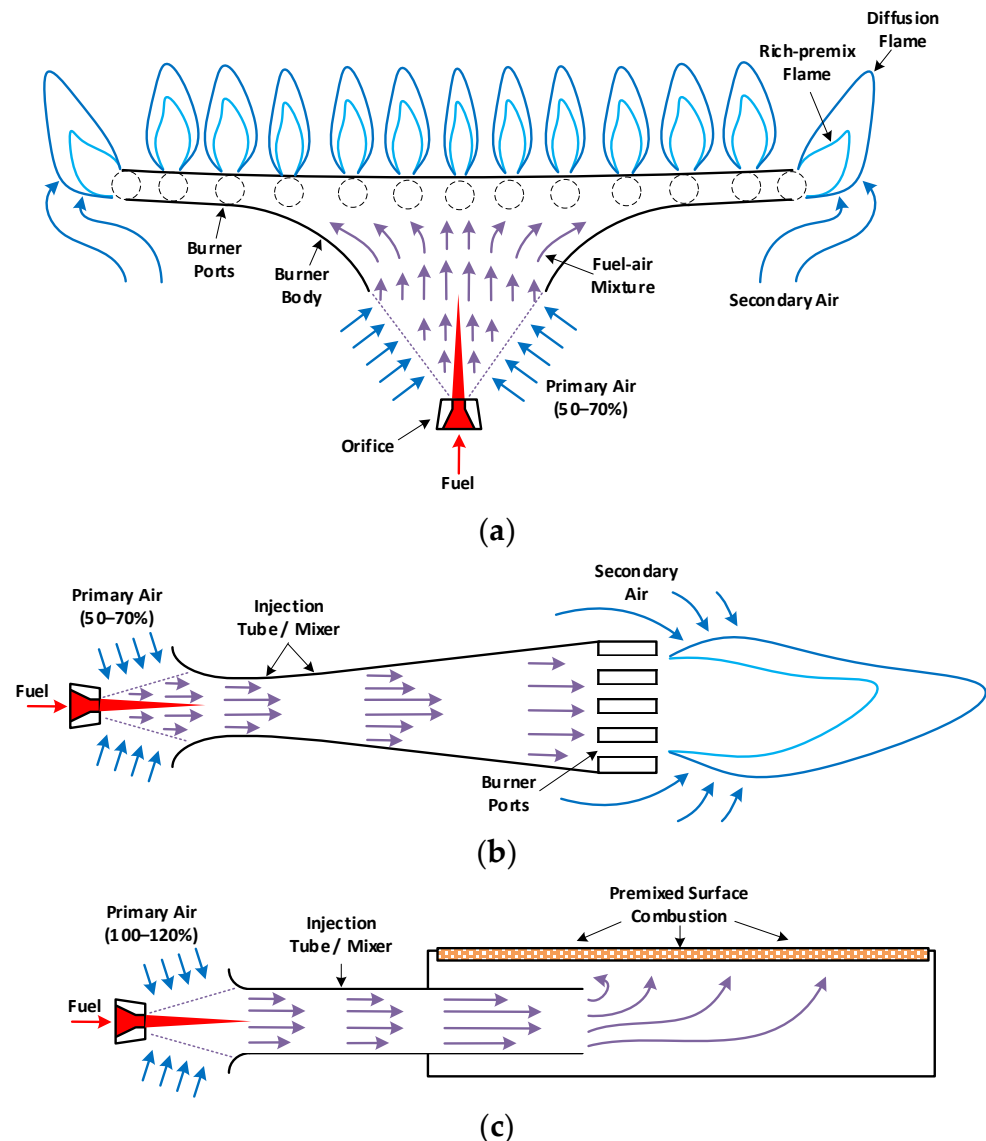 Diffusion
Flame
Rich-premix
Flame
Burner
Ports
Burner
Body
Fuel-air
Mixture
Secondary Air
Primary Air
(50–70%)
Orifice
Fuel
(a)
Secondary
Air
Primary Air
(50–70%)
Injection
Tube/ Mixer
Fuel
Burner
Ports
(b)
Primary Air
(100–120%)
Injection
Tube/ Mixer
Premixed Surface
Combustion
Fuel
(c)